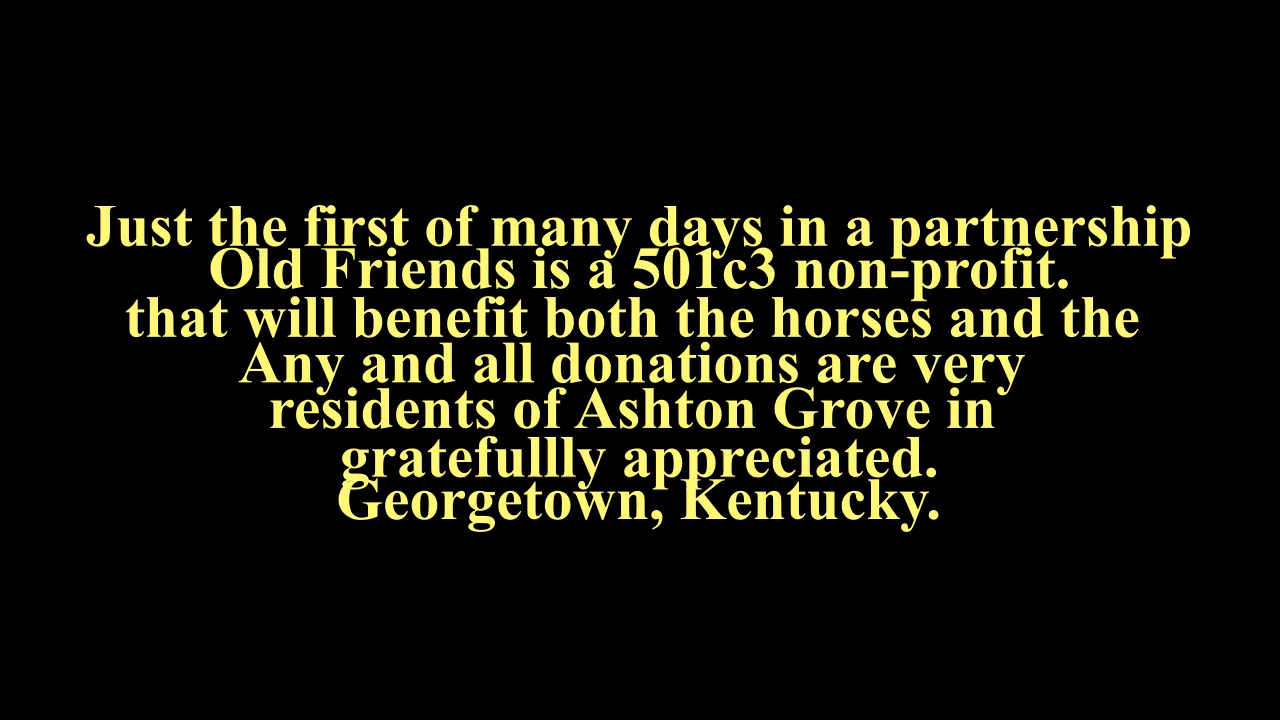 Just the first of many days in a partnership
Old Friends is a 501c3 non-profit.
that will benefit both the horses and the
Any and all donations are very
residents of Ashton Grove in
gratefullly appreciated.
Georgetown, Kentucky.